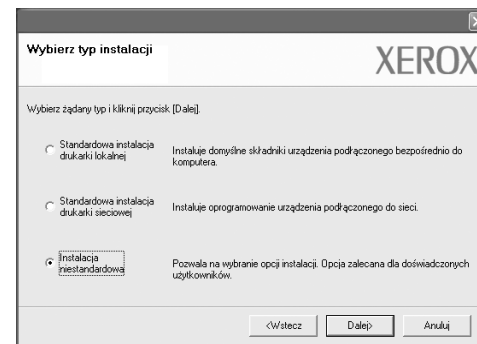 Wybierz typ instalacji
XEROX
Wybierz żądany typ i kliknij przycisk [Dalej].
Standardowa instalacja
drukarki lokalnej
Instaluje domyślne składniki urządzenia podłączonego bezpośrednio do
komputera.
Standardowa instalacja
drukarki sieciowej
Instaluje oprogramowanie urządzenia podłączonego do sieci.
Instalacja
niestandardowa
Pozwala na wybranie opcji instalacji. Opcja zalecana dla doświadczonych
użytkowników.
<Wstecz
Dalej>
Anuluj